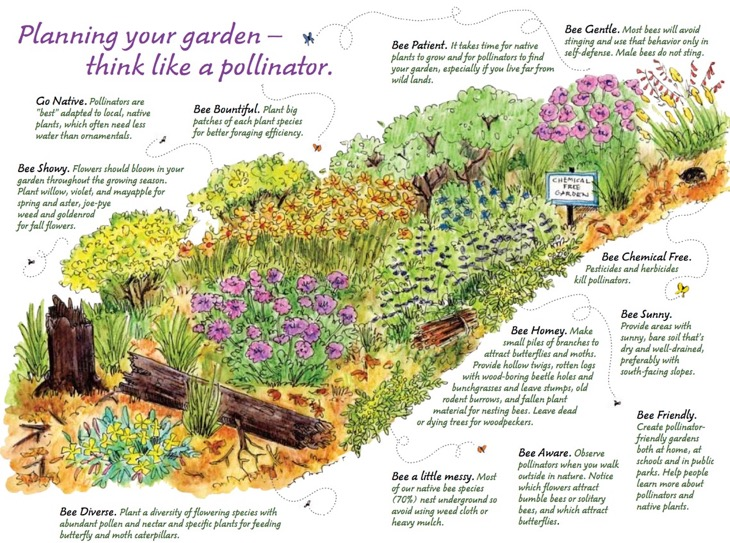 Planning your garden –
think like a pollinator.
Go Native. Pollinators are
"best" adapted to local, native
plants, which often need less
water than ornamentals.
Bee Bountiful. Plant big
patches of each plant species
for better foraging efficiency.
Bee Patient. It takes time for native
plants to grow and for pollinators to find
your garden, especially if you live far from
wild lands.
Bee Gentle. Most bees will avoid
stinging and use that behavior only in
self-defense. Male bees do not sting.
Bee Showy. Flowers should bloom in your
garden throughout the growing season.
Plant willow, violet, and mayapple for
spring and aster, joe-pye
weed and goldenrod
for fall flowers.
CHEMICAL
FREE
GARDEN
Bee Chemical Free.
Pesticides and herbicides
kill pollinators.
Bee Sunny.
Provide areas with
sunny, bare soil that's
dry and well-drained,
preferably with
south-facing slopes.
Bee Homey. Make
small piles of branches to
attract butterflies and moths.
Provide hollow twigs, rotten logs
with wood-boring beetle holes and
bunchgrasses and leave stumps, old
rodent burrows, and fallen plant
material for nesting bees. Leave dead
or dying trees for woodpeckers.
Bee Friendly.
Create pollinator-
friendly gardens
both at home, at
schools and in public
parks. Help people
learn more about
pollinators and
native plants.
Bee a little messy. Most
of our native bee species
(70%) nest underground so
avoid using weed cloth or
heavy mulch.
Bee Aware. Observe
pollinators when you walk
outside in nature. Notice
which flowers attract
bumble bees or solitary
bees, and which attract
butterflies.
Bee Diverse. Plant a diversity of flowering species with
abundant pollen and nectar and specific plants for feeding
butterfly and moth caterpillars.